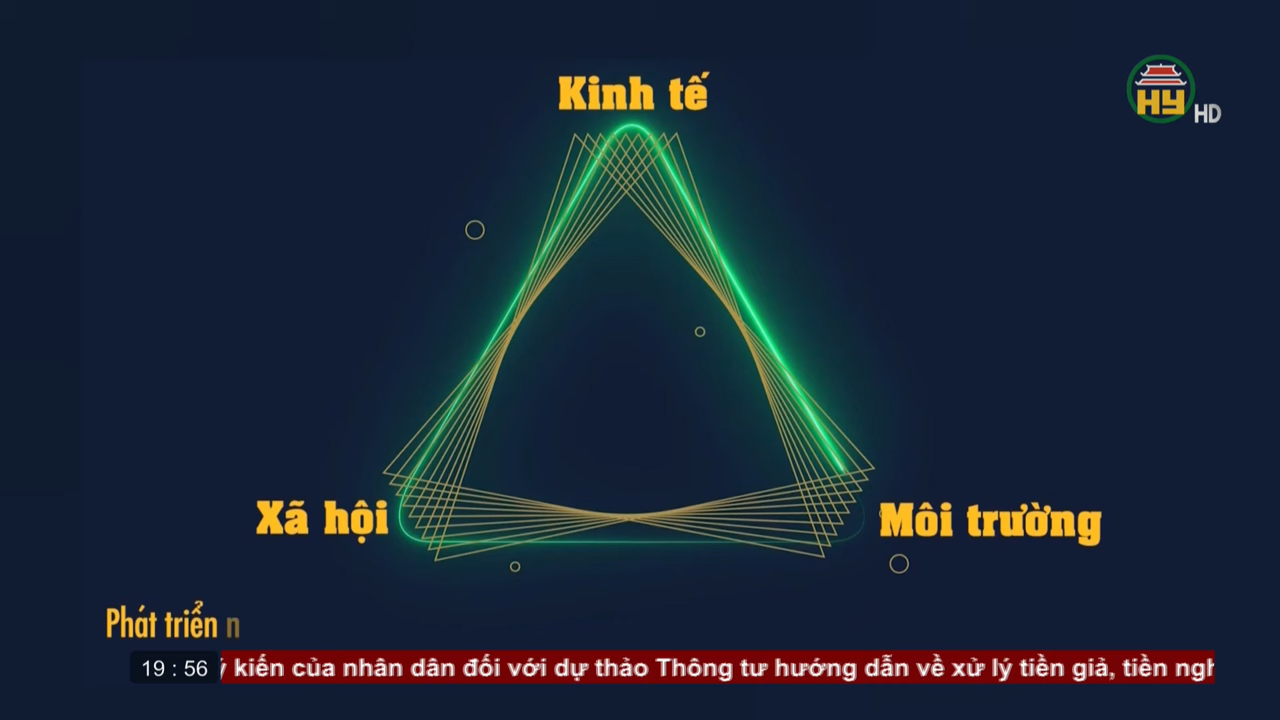 Kinh tế
HY HD
Xã hội
Môi trường
Phát triển n
19 : 56 ý kiến của nhân dân đối với dự thảo Thông tư hướng dẫn về xử lý tiền giả, tiền ngh